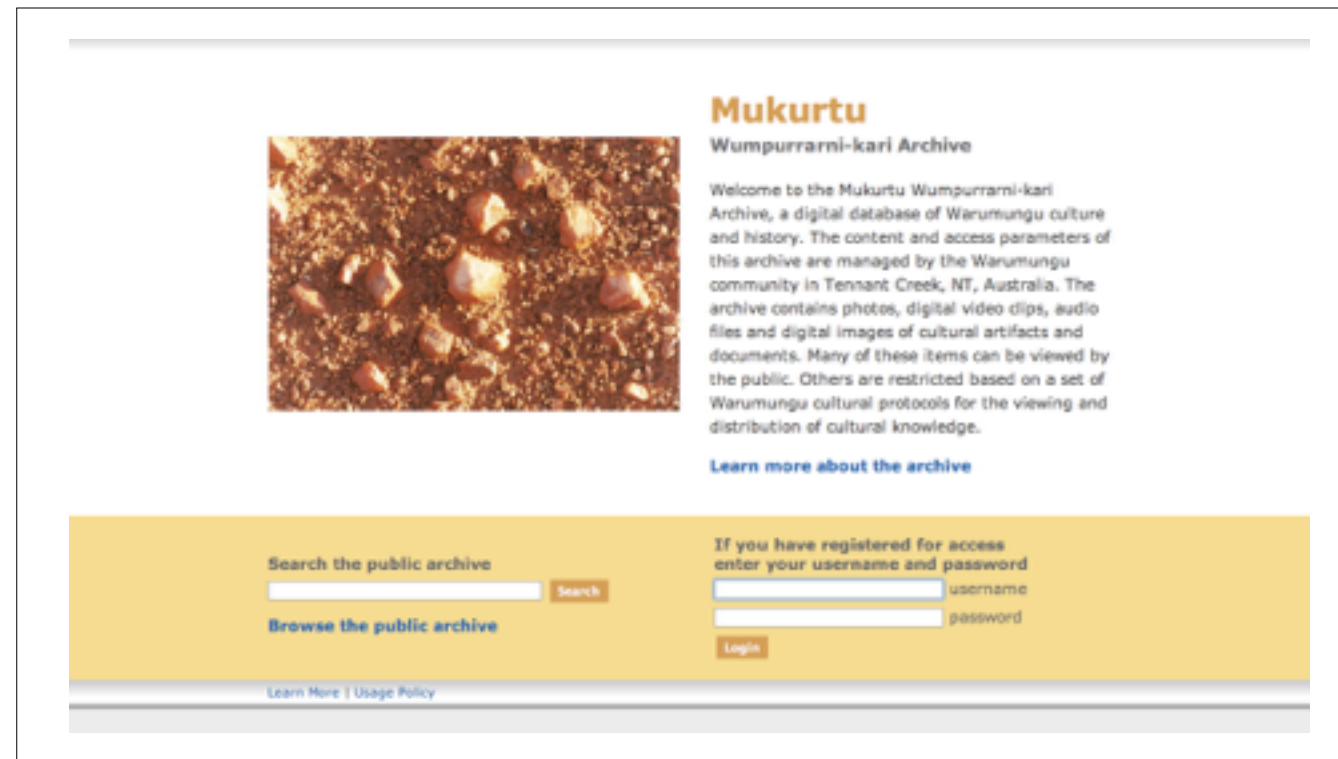 Mukurtu
Wumpurrarni-kari Archive
Welcome to the Mukurtu Wumpurrarni-kari
Archive, a digital database of Warumungu culture
and history. The content and access parameters of
this archive are managed by the Warumungu
community in Tennant Creek, NT, Australia. The
archive contains photos, digital video clips, audio
files and digital images of cultural artifacts and
documents. Many of these items can be viewed by
the public. Others are restricted based on a set of
Warumungu cultural protocols for the viewing and
distribution of cultural knowledge.
Learn more about the archive
Search the public archive
Search
Browse the public archive
If you have registered for access
enter your username and password
username
password
Login
Learn More | Usage Policy